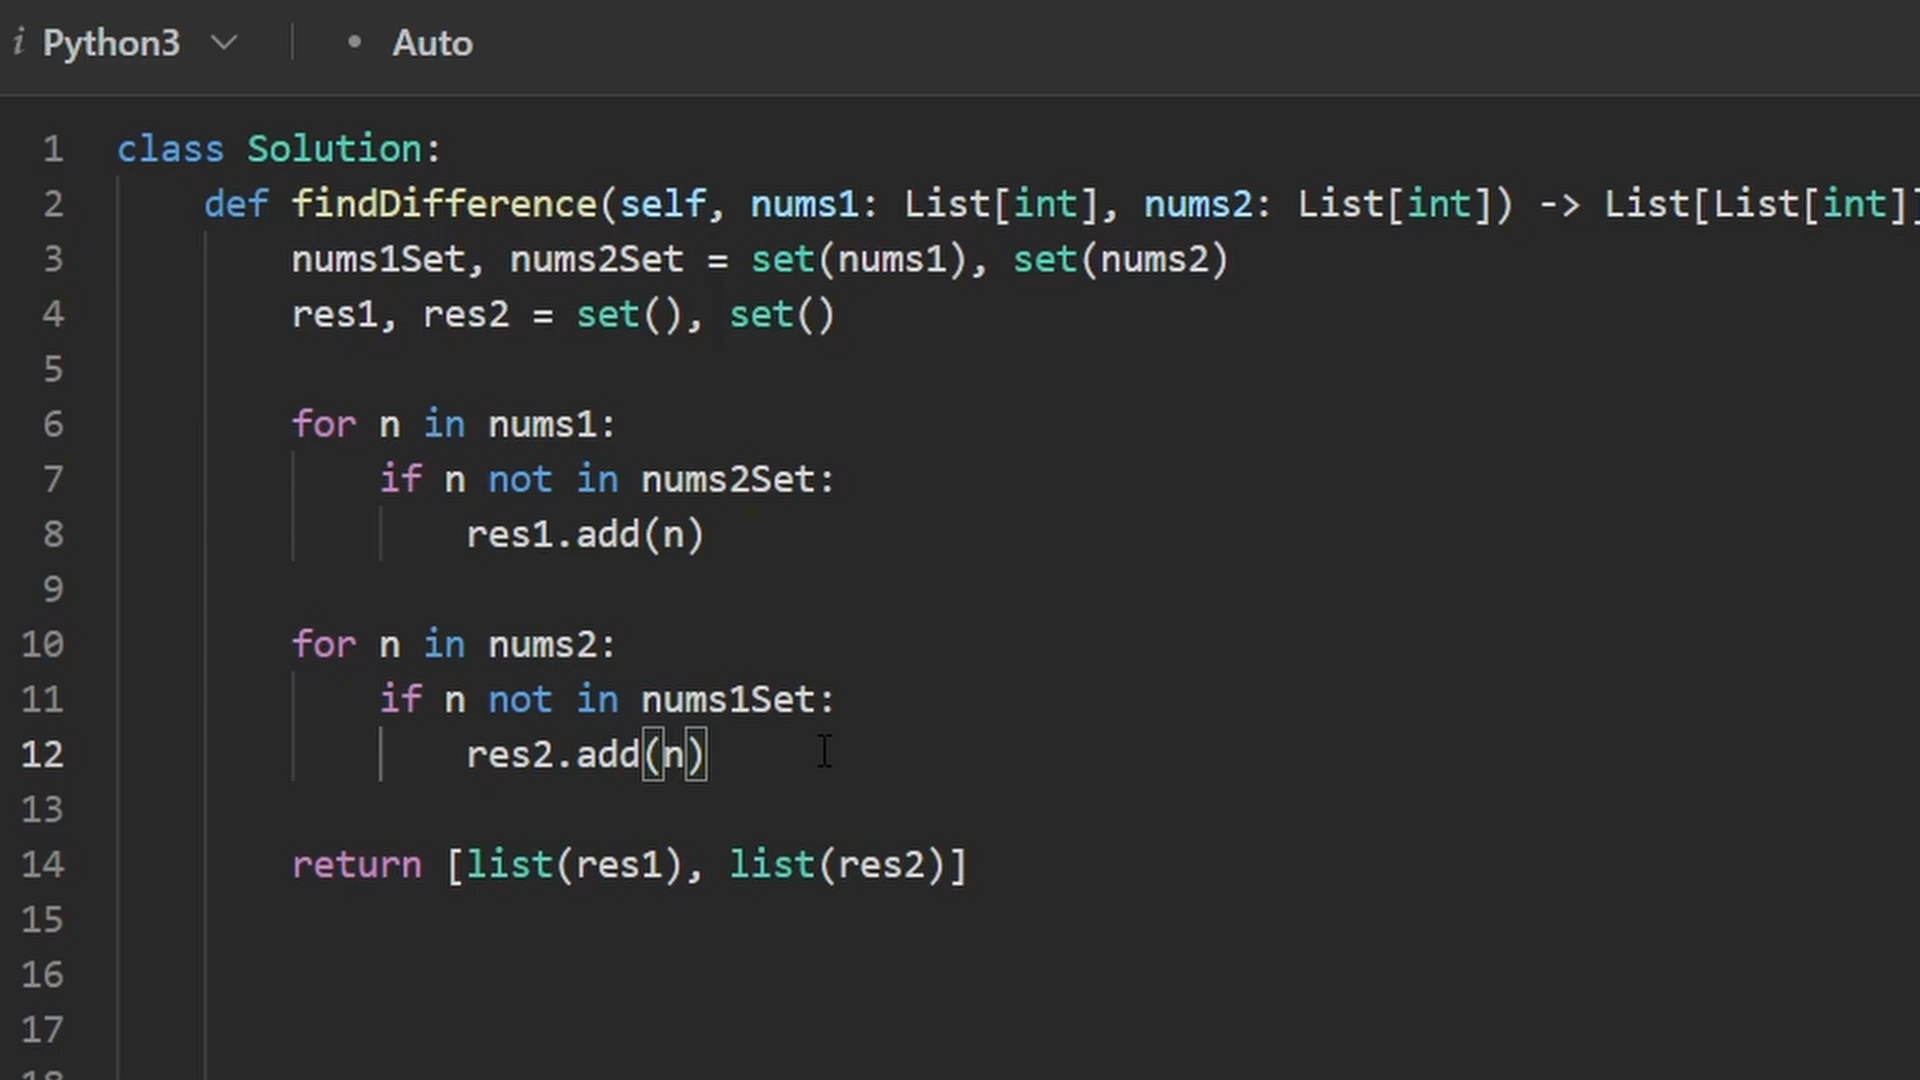 i Python3 • Auto
1 class Solution:
2 def findDifference(self, nums1: List[int], nums2: List[int]) -> List[List[int]]
3 nums1Set, nums2Set = set(nums1), set(nums2)
4 res1, res2 = set(), set()
5
6 for n in nums1:
7 if n not in nums2Set:
8 res1.add(n)
9
10 for n in nums2:
11 if n not in nums1Set:
12 res2.add(n)
13
14 return [list(res1), list(res2)]
15
16
17
18